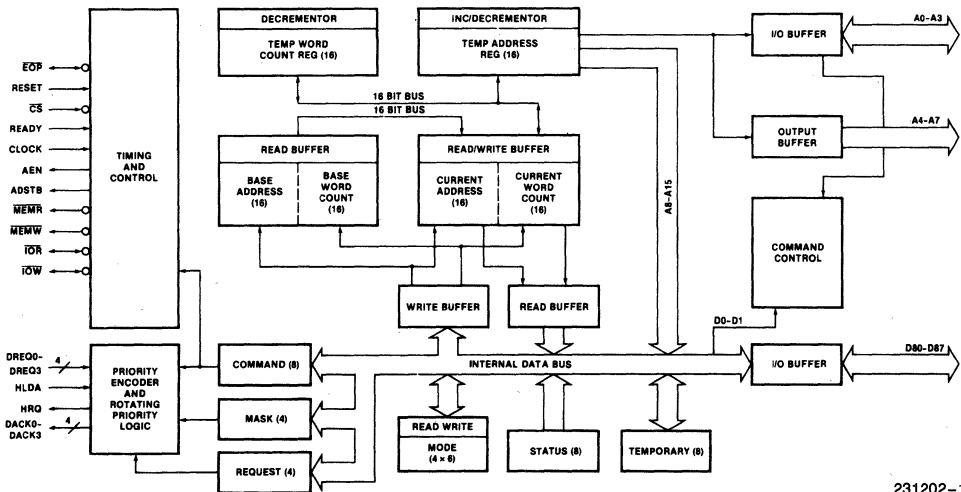 DECREMENTOR
TEMP WORD
COUNT REG (16)
INC/DECREMENTOR
TEMP ADDRESS
REG (16)
I/O BUFFER
A0-A3
EOP
RESET
CS
READY
CLOCK
AEN
ADSTB
MEMR
MEMW
IOR
IOW
TIMING
AND
CONTROL
16 BIT BUS
16 BIT BUS
READ BUFFER
BASE
ADDRESS
(16)
BASE
WORD
COUNT
(16)
READ/WRITE BUFFER
CURRENT
ADDRESS
(16)
CURRENT
WORD
COUNT
(16)
A8-A15
OUTPUT
BUFFER
A4-A7
COMMAND
CONTROL
WRITE BUFFER
READ BUFFER
D0-D1
DREQ0-
DREQ3
4
HLDA
HRQ
DACK0-
DACK3
4
PRIORITY
ENCODER
AND
ROTATING
PRIORITY
LOGIC
COMMAND (8)
MASK (4)
REQUEST (4)
INTERNAL DATA BUS
I/O BUFFER
D80-D87
READ WRITE
MODE
(4 × 6)
STATUS (8)
TEMPORARY (8)